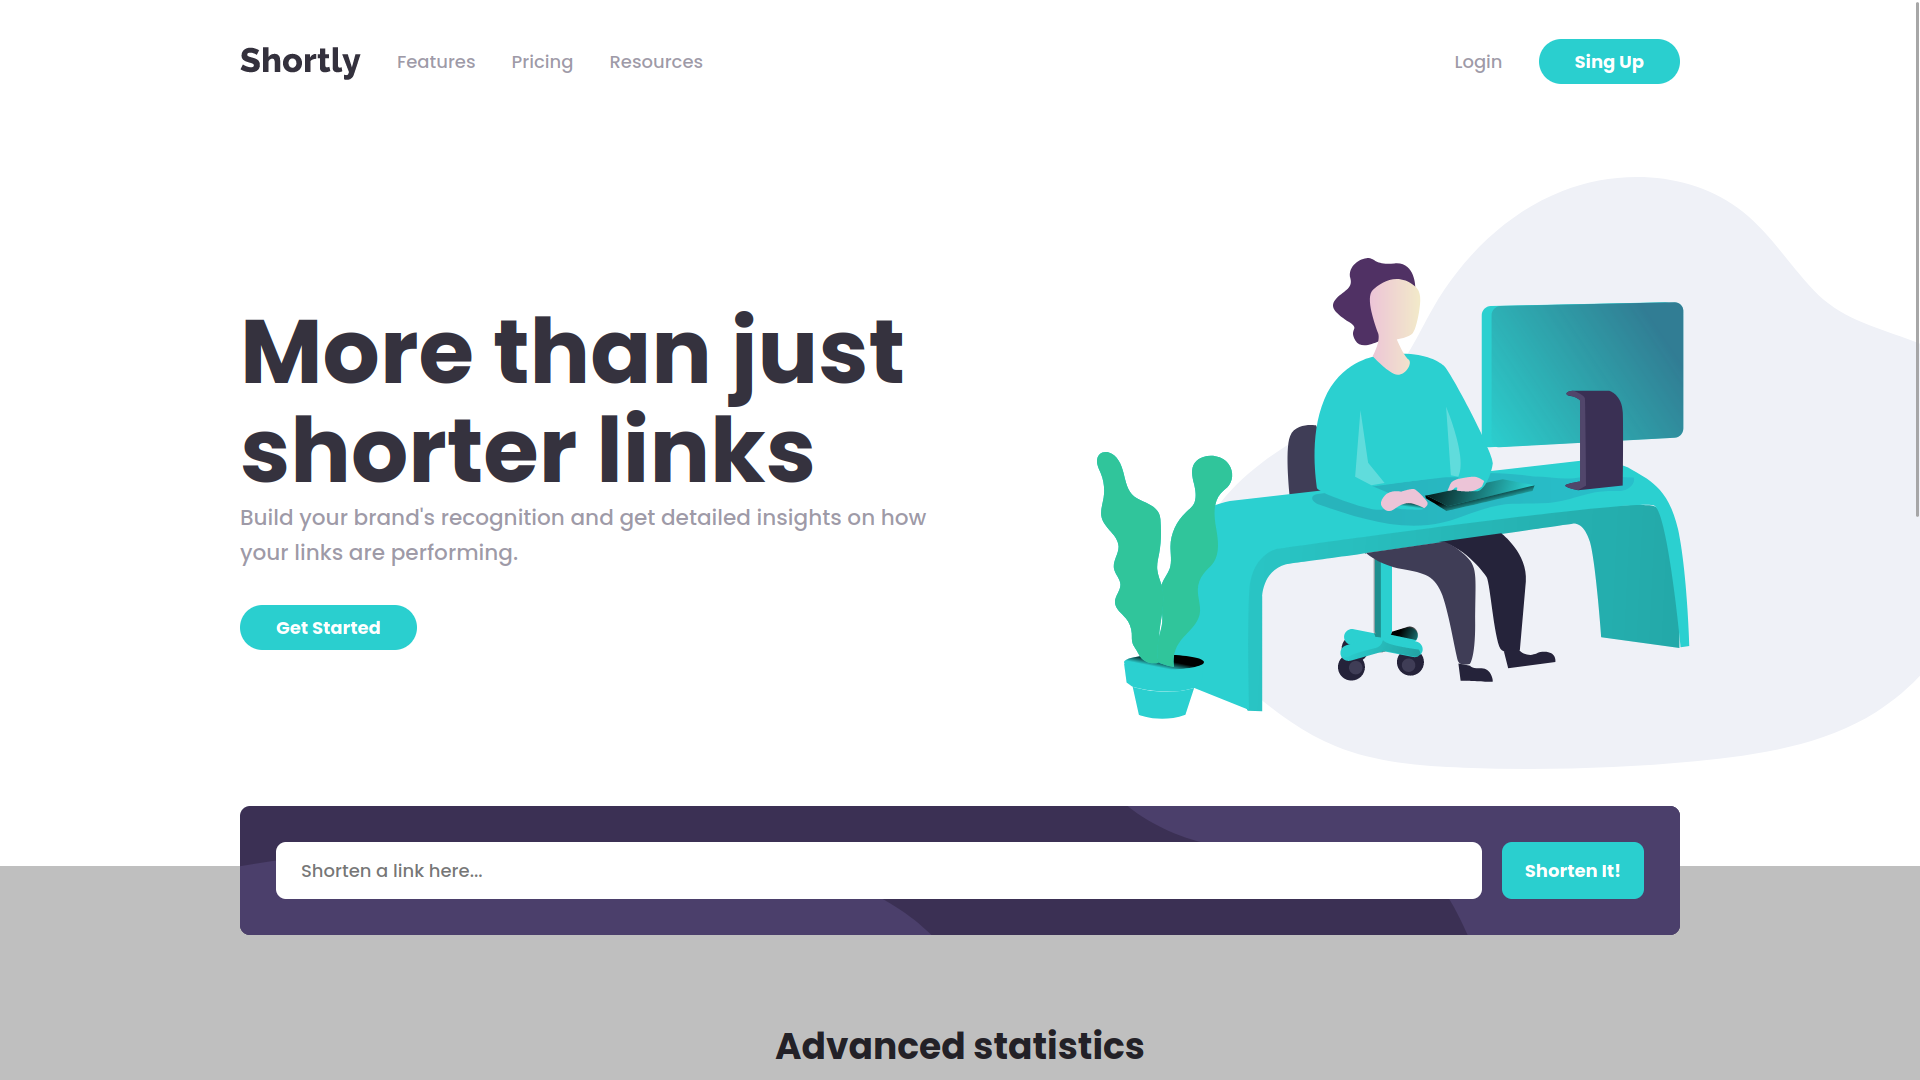 Shortly
Features
Pricing
Resources
Login
Sing Up
More than just
shorter links
Build your brand's recognition and get detailed insights on how
your links are performing.
Get Started
Shorten a link here...
Shorten It!
Advanced statistics